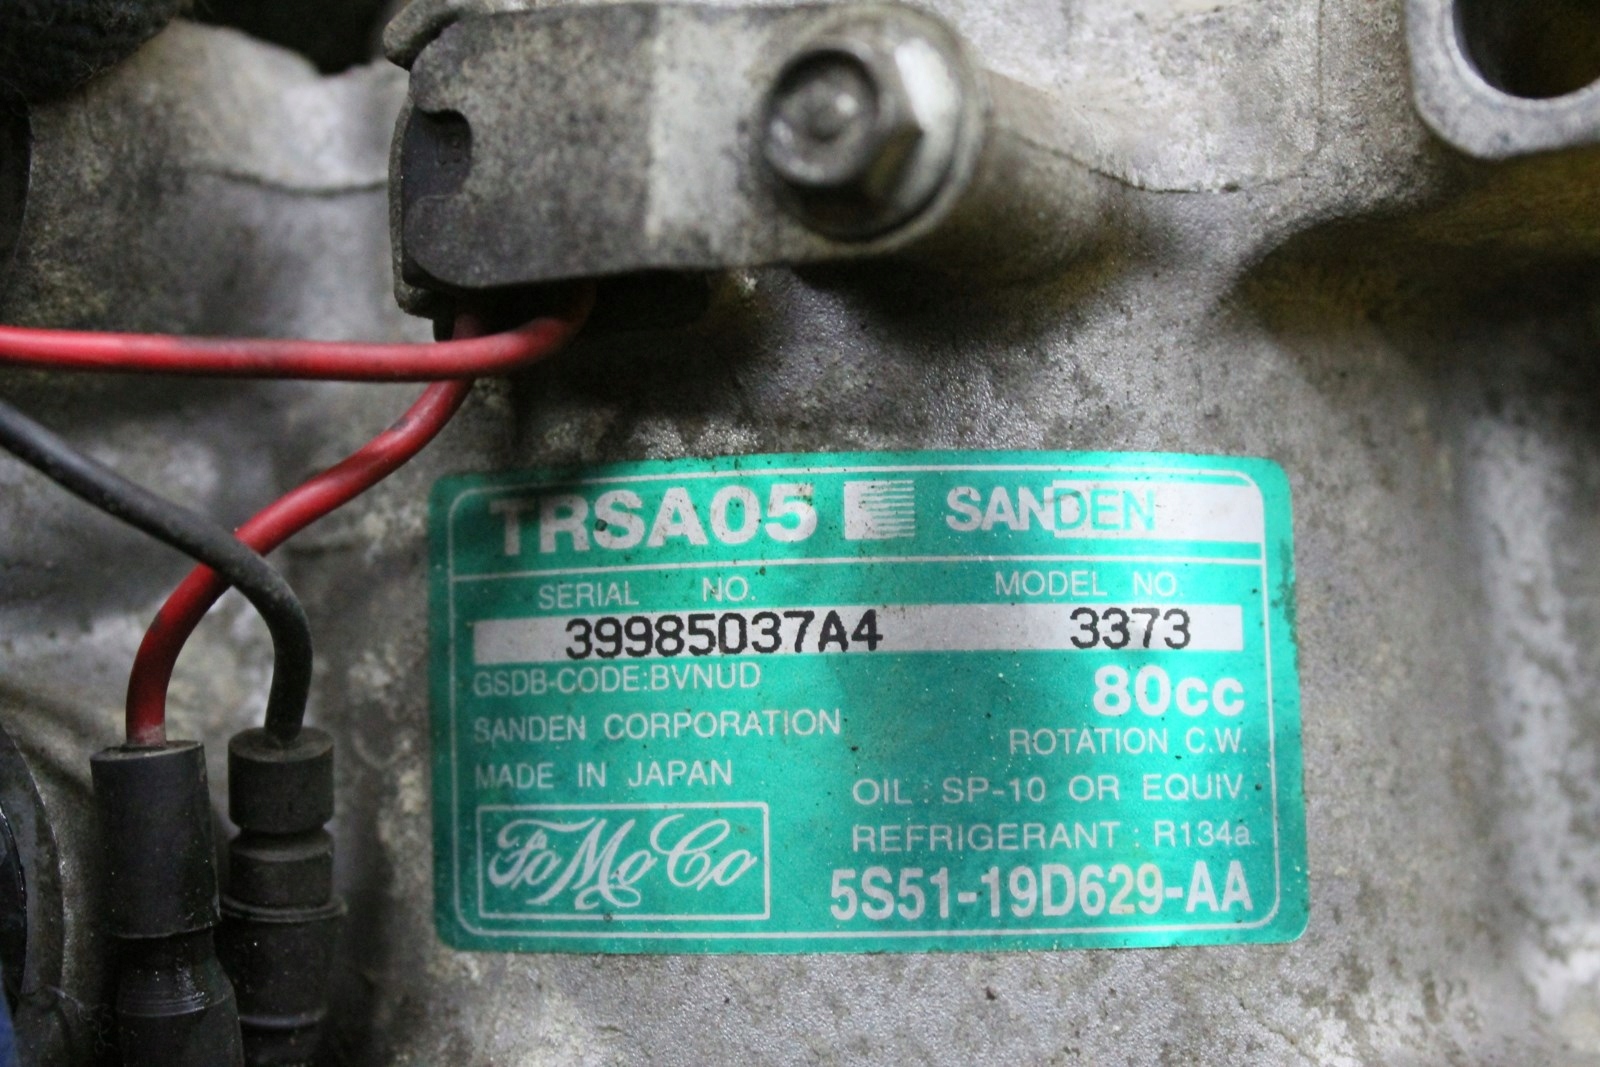 TRSA05 SANDEN
SERIAL NO. MODEL NO.
39985037A4 3373
GSDB-CODE:BVNUD
80cc
SANDEN CORPORATION
ROTATION C.W.
MADE IN JAPAN
OIL : SP-10 OR EQUIV.
REFRIGERANT : R134a
FoMoCo
5S51-19D629-AA